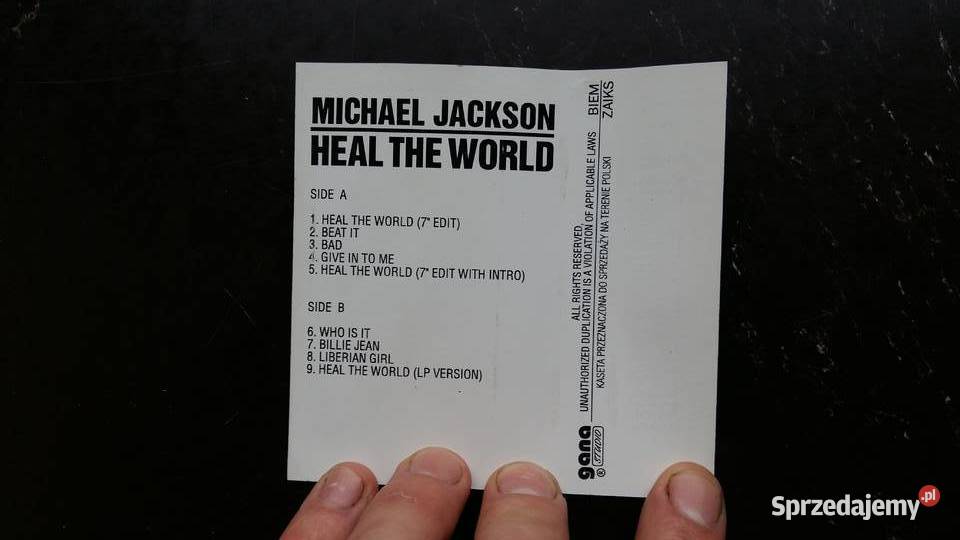 MICHAEL JACKSON
HEAL THE WORLD
SIDE A
1. HEAL THE WORLD (7" EDIT)
2. BEAT IT
3. BAD
4. GIVE IN TO ME
5. HEAL THE WORLD (7" EDIT WITH INTRO)
SIDE B
6. WHO IS IT
7. BILLIE JEAN
8. LIBERIAN GIRL
9. HEAL THE WORLD (LP VERSION)
ALL RIGHTS RESERVED.
UNAUTHORIZED DUPLICATION IS A VIOLATION OF APPLICABLE LAWS
KASETA PRZEZNACZONA DO SPRZEDAŻY NA TERENIE POLSKI
BIEM
ZAIKS
gana
® STUDIO
Sprzedajemy.pl